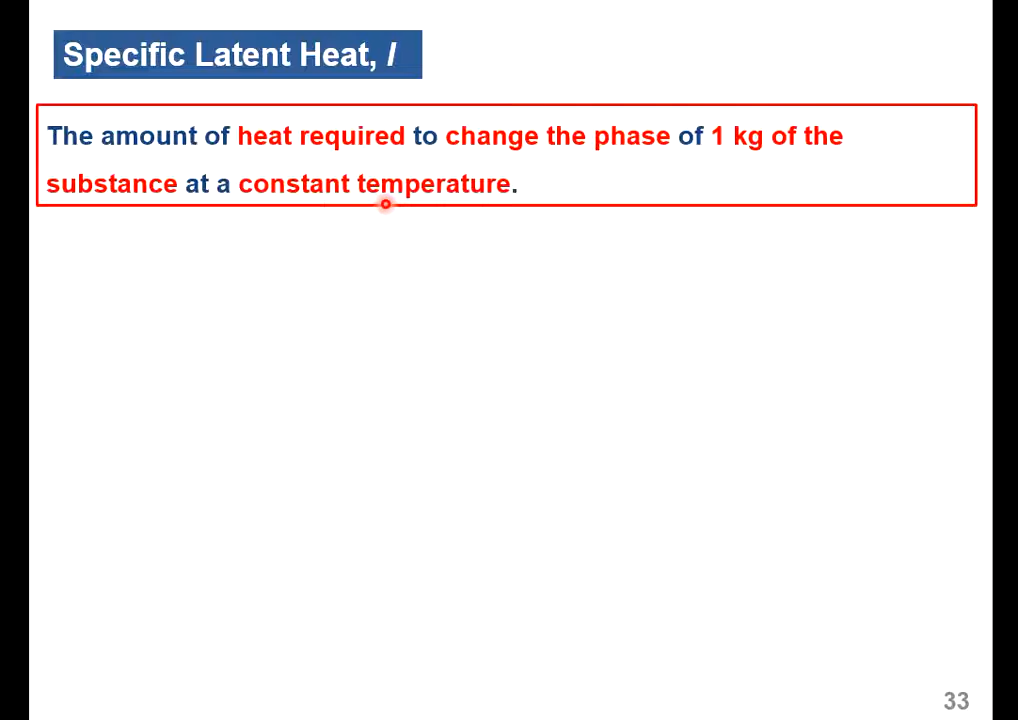 Specific Latent Heat, l
The amount of heat required to change the phase of 1 kg of the
substance at a constant temperature.
33